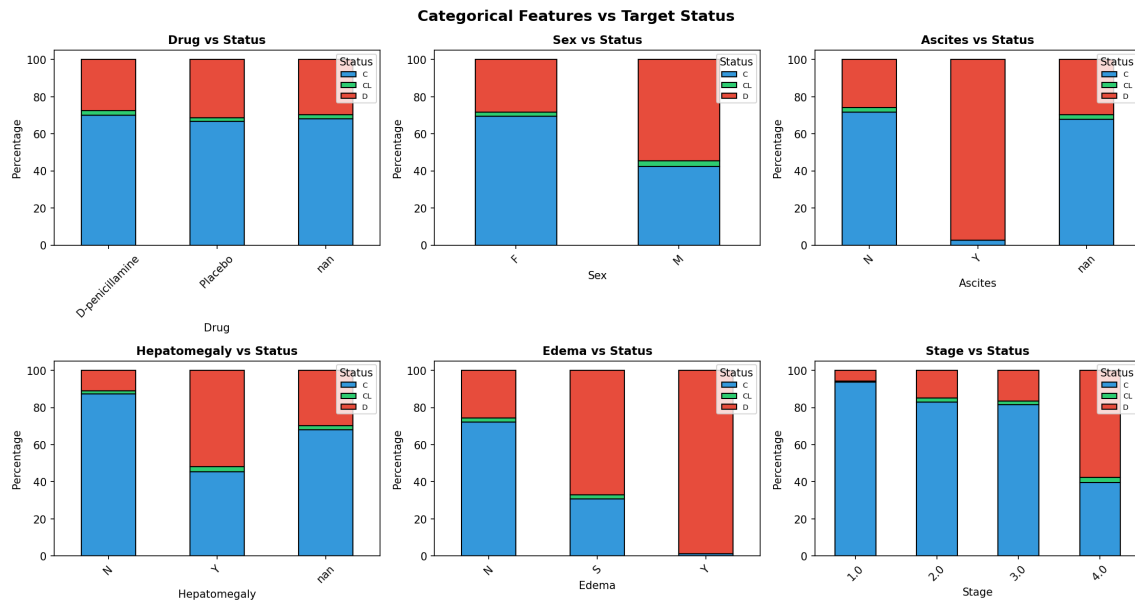 Categorical Features vs Target Status
Drug vs Status
Percentage
100
80
60
40
20
0
Status
C
CL
D
D-penicillamine
Placebo
nan
Drug
Sex vs Status
Percentage
100
80
60
40
20
0
Status
C
CL
D
F
M
Sex
Ascites vs Status
Percentage
100
80
60
40
20
0
Status
C
CL
D
N
Y
nan
Ascites
Hepatomegaly vs Status
Percentage
100
80
60
40
20
0
Status
C
CL
D
N
Y
nan
Hepatomegaly
Edema vs Status
Percentage
100
80
60
40
20
0
Status
C
CL
D
N
S
Y
Edema
Stage vs Status
Percentage
100
80
60
40
20
0
Status
C
CL
D
1.0
2.0
3.0
4.0
Stage